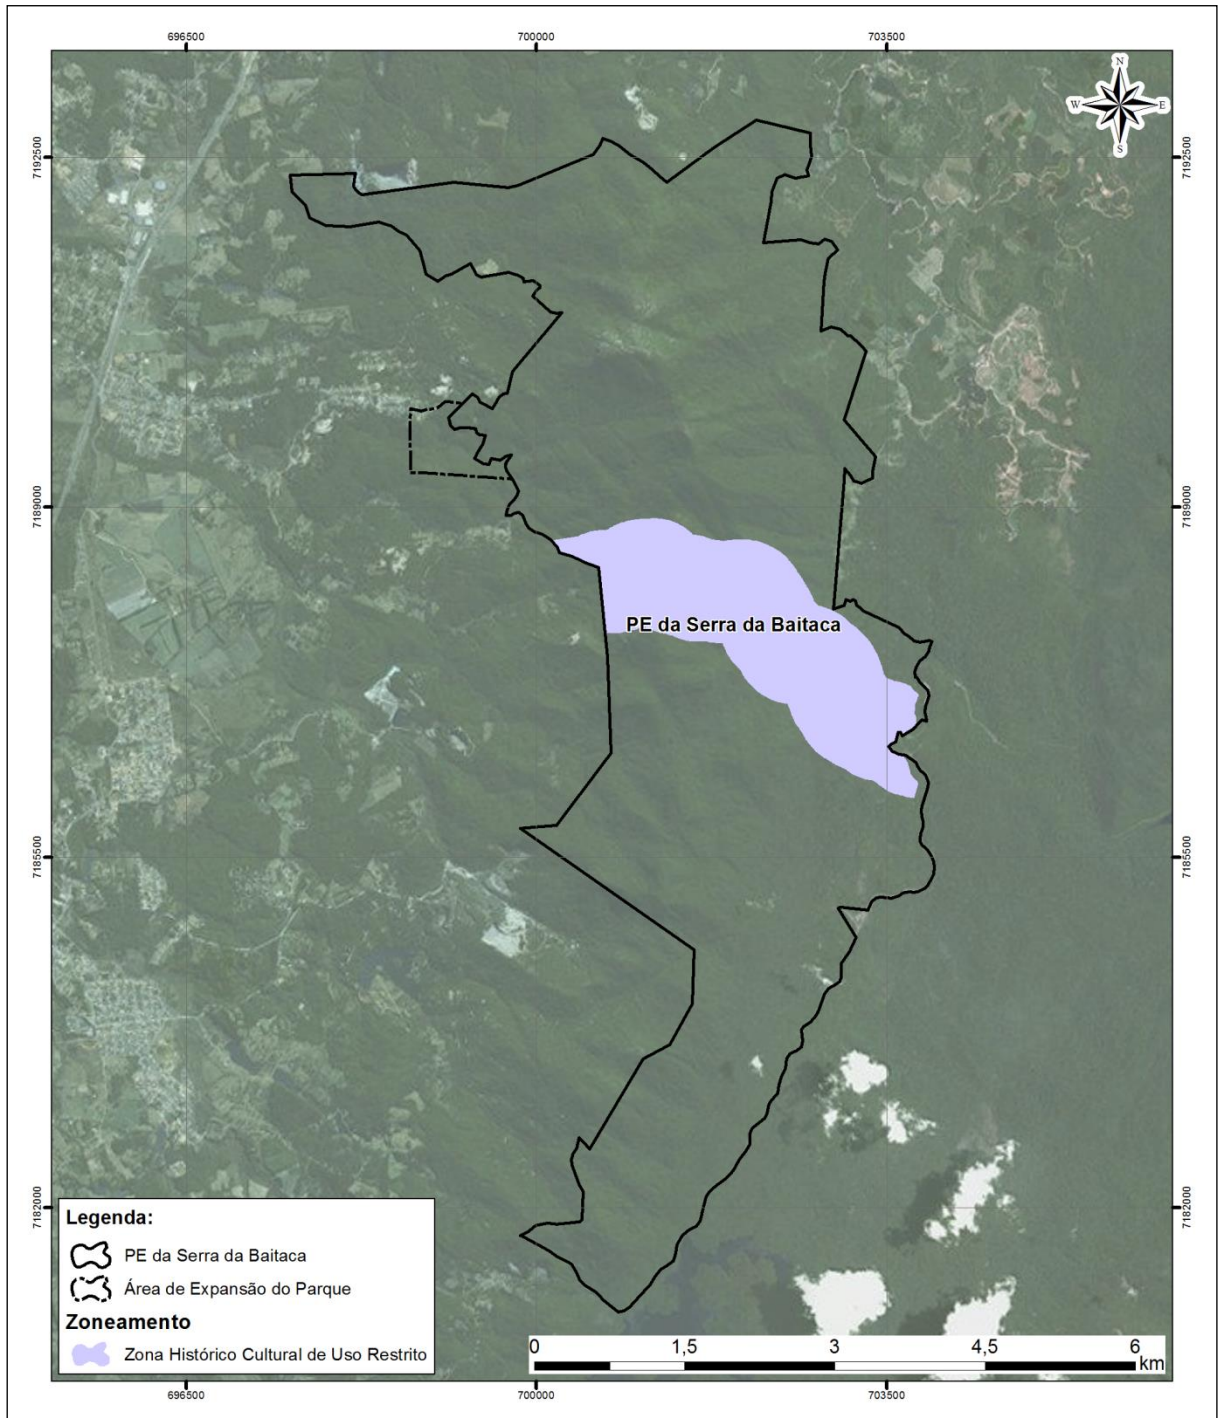 696500 700000 703500
N
W E
S
7192500 7192500
7189000 7189000
PE da Serra da Baitaca
7185500 7185500
7182000 7182000
Legenda:
PE da Serra da Baitaca
Área de Expansão do Parque
Zoneamento
Zona Histórico Cultural de Uso Restrito
0 1,5 3 4,5 6
km
696500 700000 703500